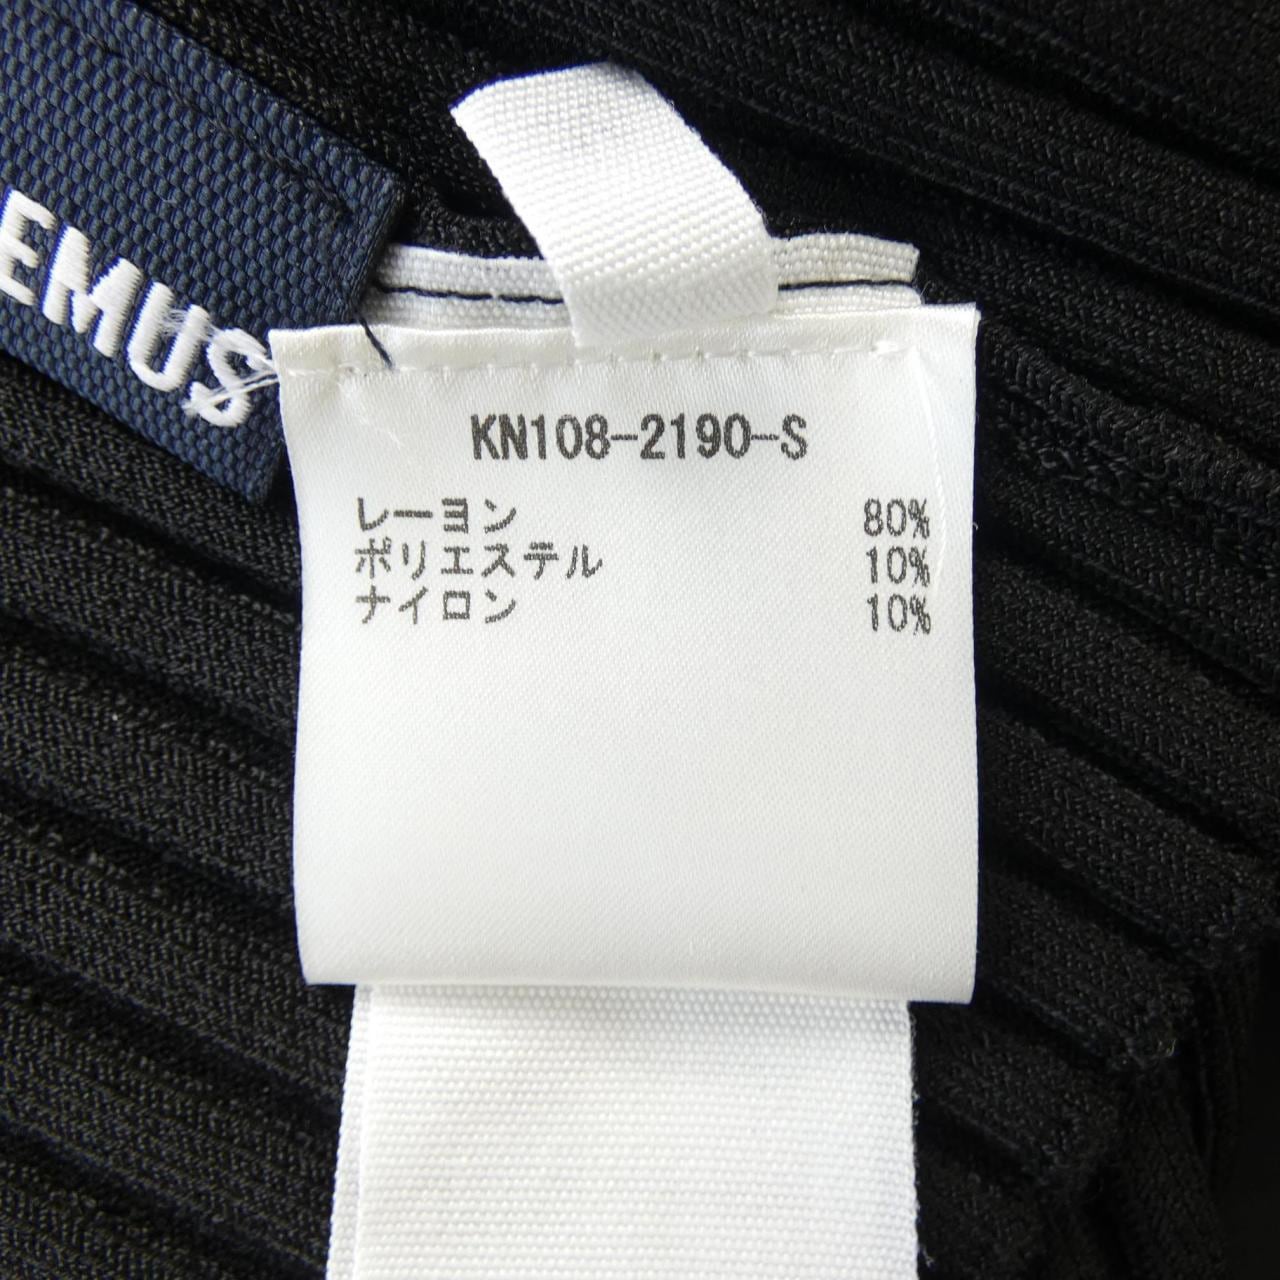 EMUS
KN108-2190-S
レーヨン 80%
ポリエステル 10%
ナイロン 10%